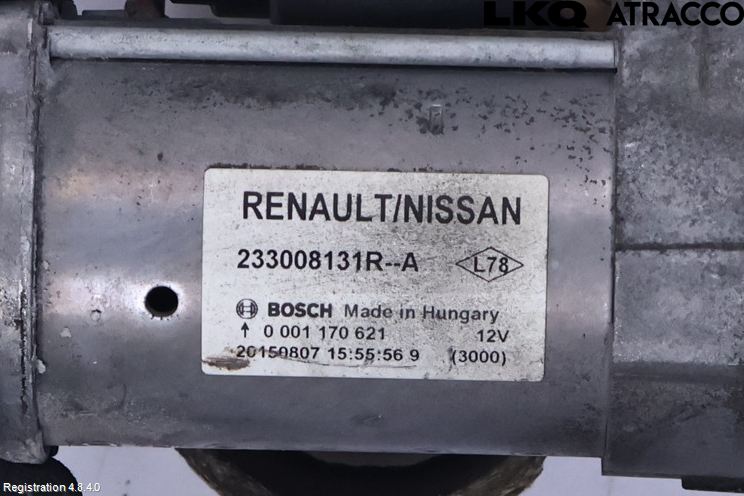 LKQ ATRACCO
RENAULT/NISSAN
233008131R--A L78
BOSCH Made in Hungary
↑ 0 001 170 621 12V
20150807 15:55:56 9 (3000)
Registration 4.8.4.0